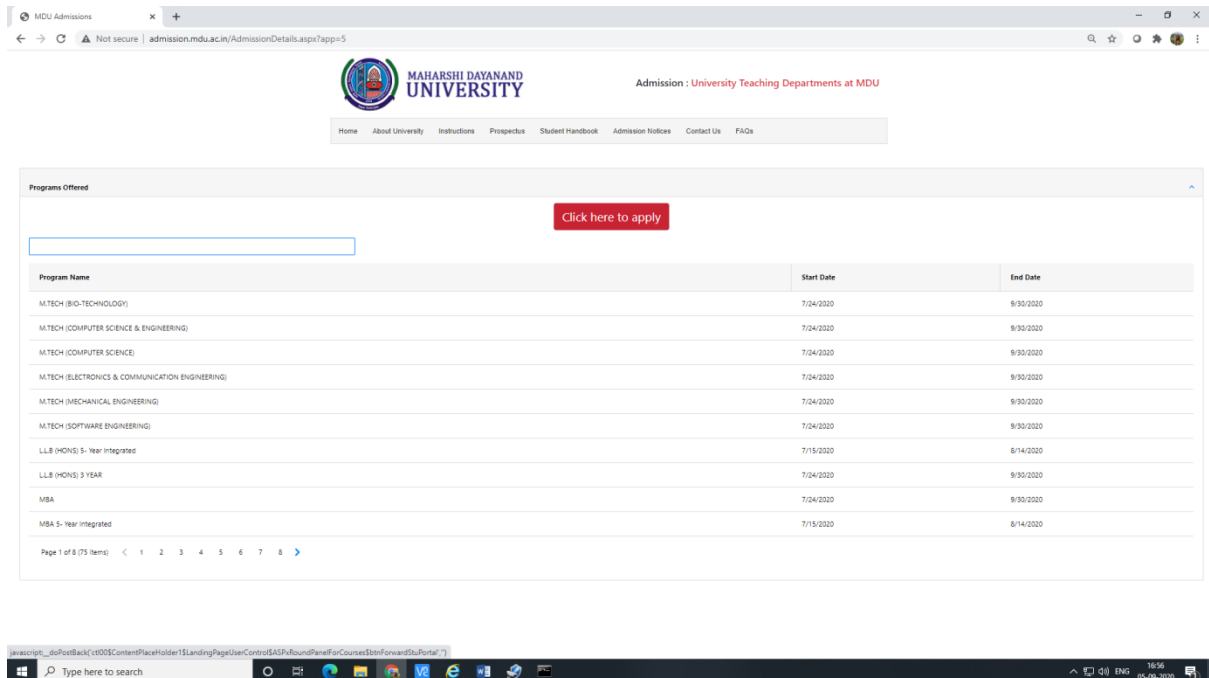 MDU Admissions
Not secure | admission.mdu.ac.in/AdmissionDetails.aspx?app=5
MAHARSHI DAYANAND
UNIVERSITY
Admission : University Teaching Departments at MDU
Home About University Instructions Prospectus Student Handbook Admission Notices Contact Us FAQs
Programs Offered
Click here to apply
Program Name Start Date End Date
M.TECH (BIO-TECHNOLOGY) 7/24/2020 9/30/2020
M.TECH (COMPUTER SCIENCE & ENGINEERING) 7/24/2020 9/30/2020
M.TECH (COMPUTER SCIENCE) 7/24/2020 9/30/2020
M.TECH (ELECTRONICS & COMMUNICATION ENGINEERING) 7/24/2020 9/30/2020
M.TECH (MECHANICAL ENGINEERING) 7/24/2020 9/30/2020
M.TECH (SOFTWARE ENGINEERING) 7/24/2020 9/30/2020
L.L.B (HONS) 5- Year Integrated 7/15/2020 8/14/2020
L.L.B (HONS) 3 YEAR 7/24/2020 9/30/2020
MBA 7/24/2020 9/30/2020
MBA 5- Year Integrated 7/15/2020 8/14/2020
Page 1 of 8 (75 items) 1 2 3 4 5 6 7 8
javascript:__doPostBack('ctl00$ContentPlaceHolder1$LandingPageUserControl$ASPxRoundPanelForCourses$btnForwardStuPortal','')
Type here to search
ENG
16:56
05-09-2020